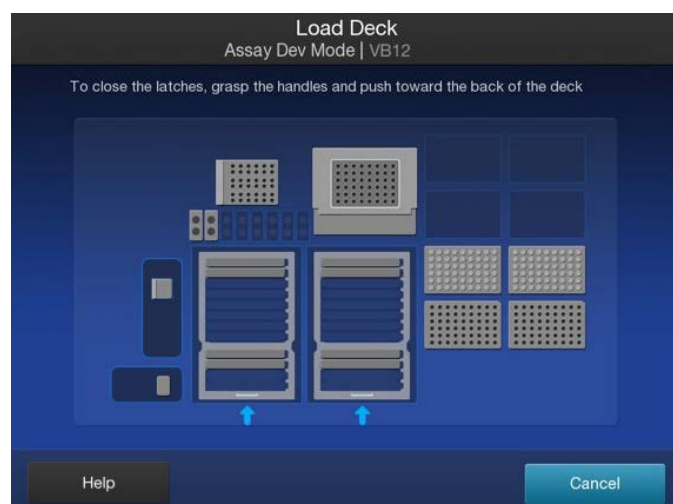 Load Deck
Assay Dev Mode | VB12
To close the latches, grasp the handles and push toward the back of the deck
Help
Cancel